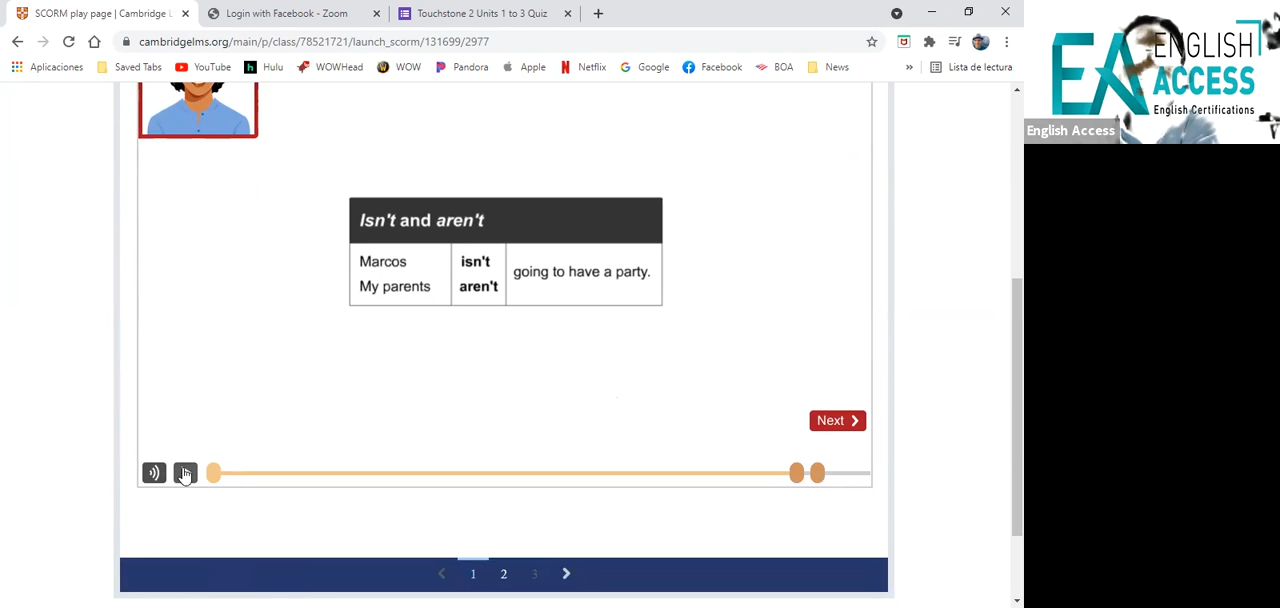 SCORM play page | Cambridge L
Login with Facebook - Zoom
Touchstone 2 Units 1 to 3 Quiz
cambridgelms.org/main/p/class/78521721/launch_scorm/131699/2977
Aplicaciones
Saved Tabs
YouTube
Hulu
WOWHead
WOW
Apple
Netflix
Google
Facebook
BOA
News
Lista de lectura
Isn't and aren't
Marcos isn't
going to have a party.
My parents aren't
Next
1 2 3
EA
ENGLISH
ACCESS
English Certifications
English Access